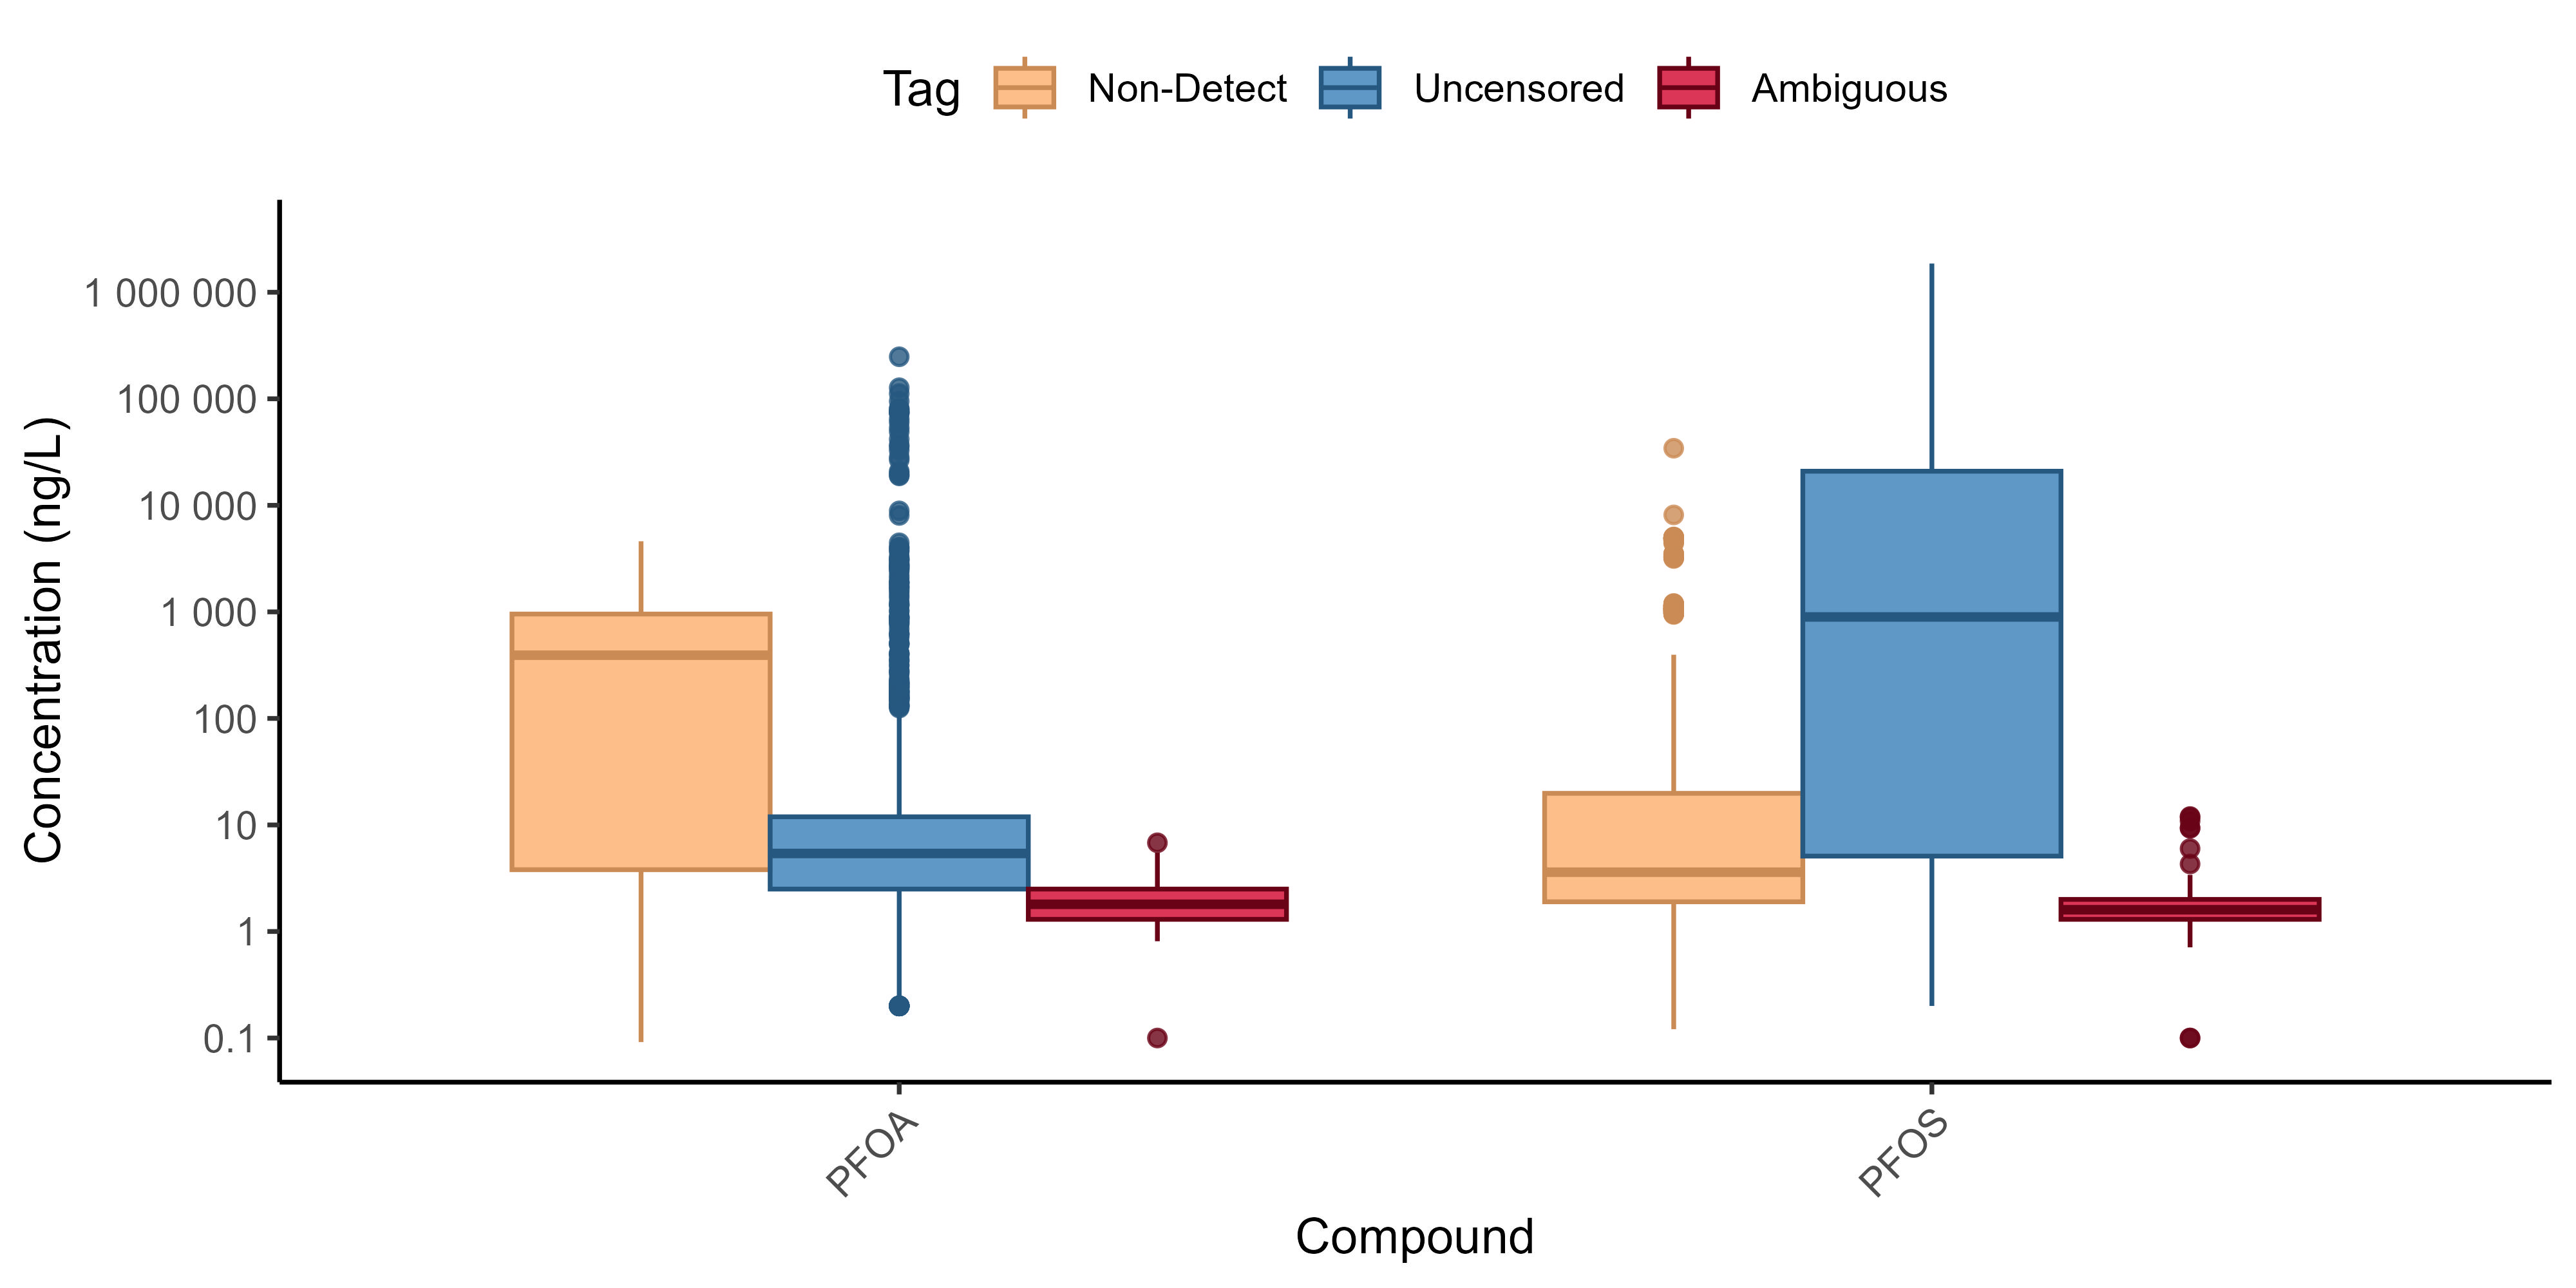 Tag Non-Detect Uncensored Ambiguous
Concentration (ng/L)
1 000 000
100 000
10 000
1 000
100
10
1
0.1
PFOA PFOS
Compound